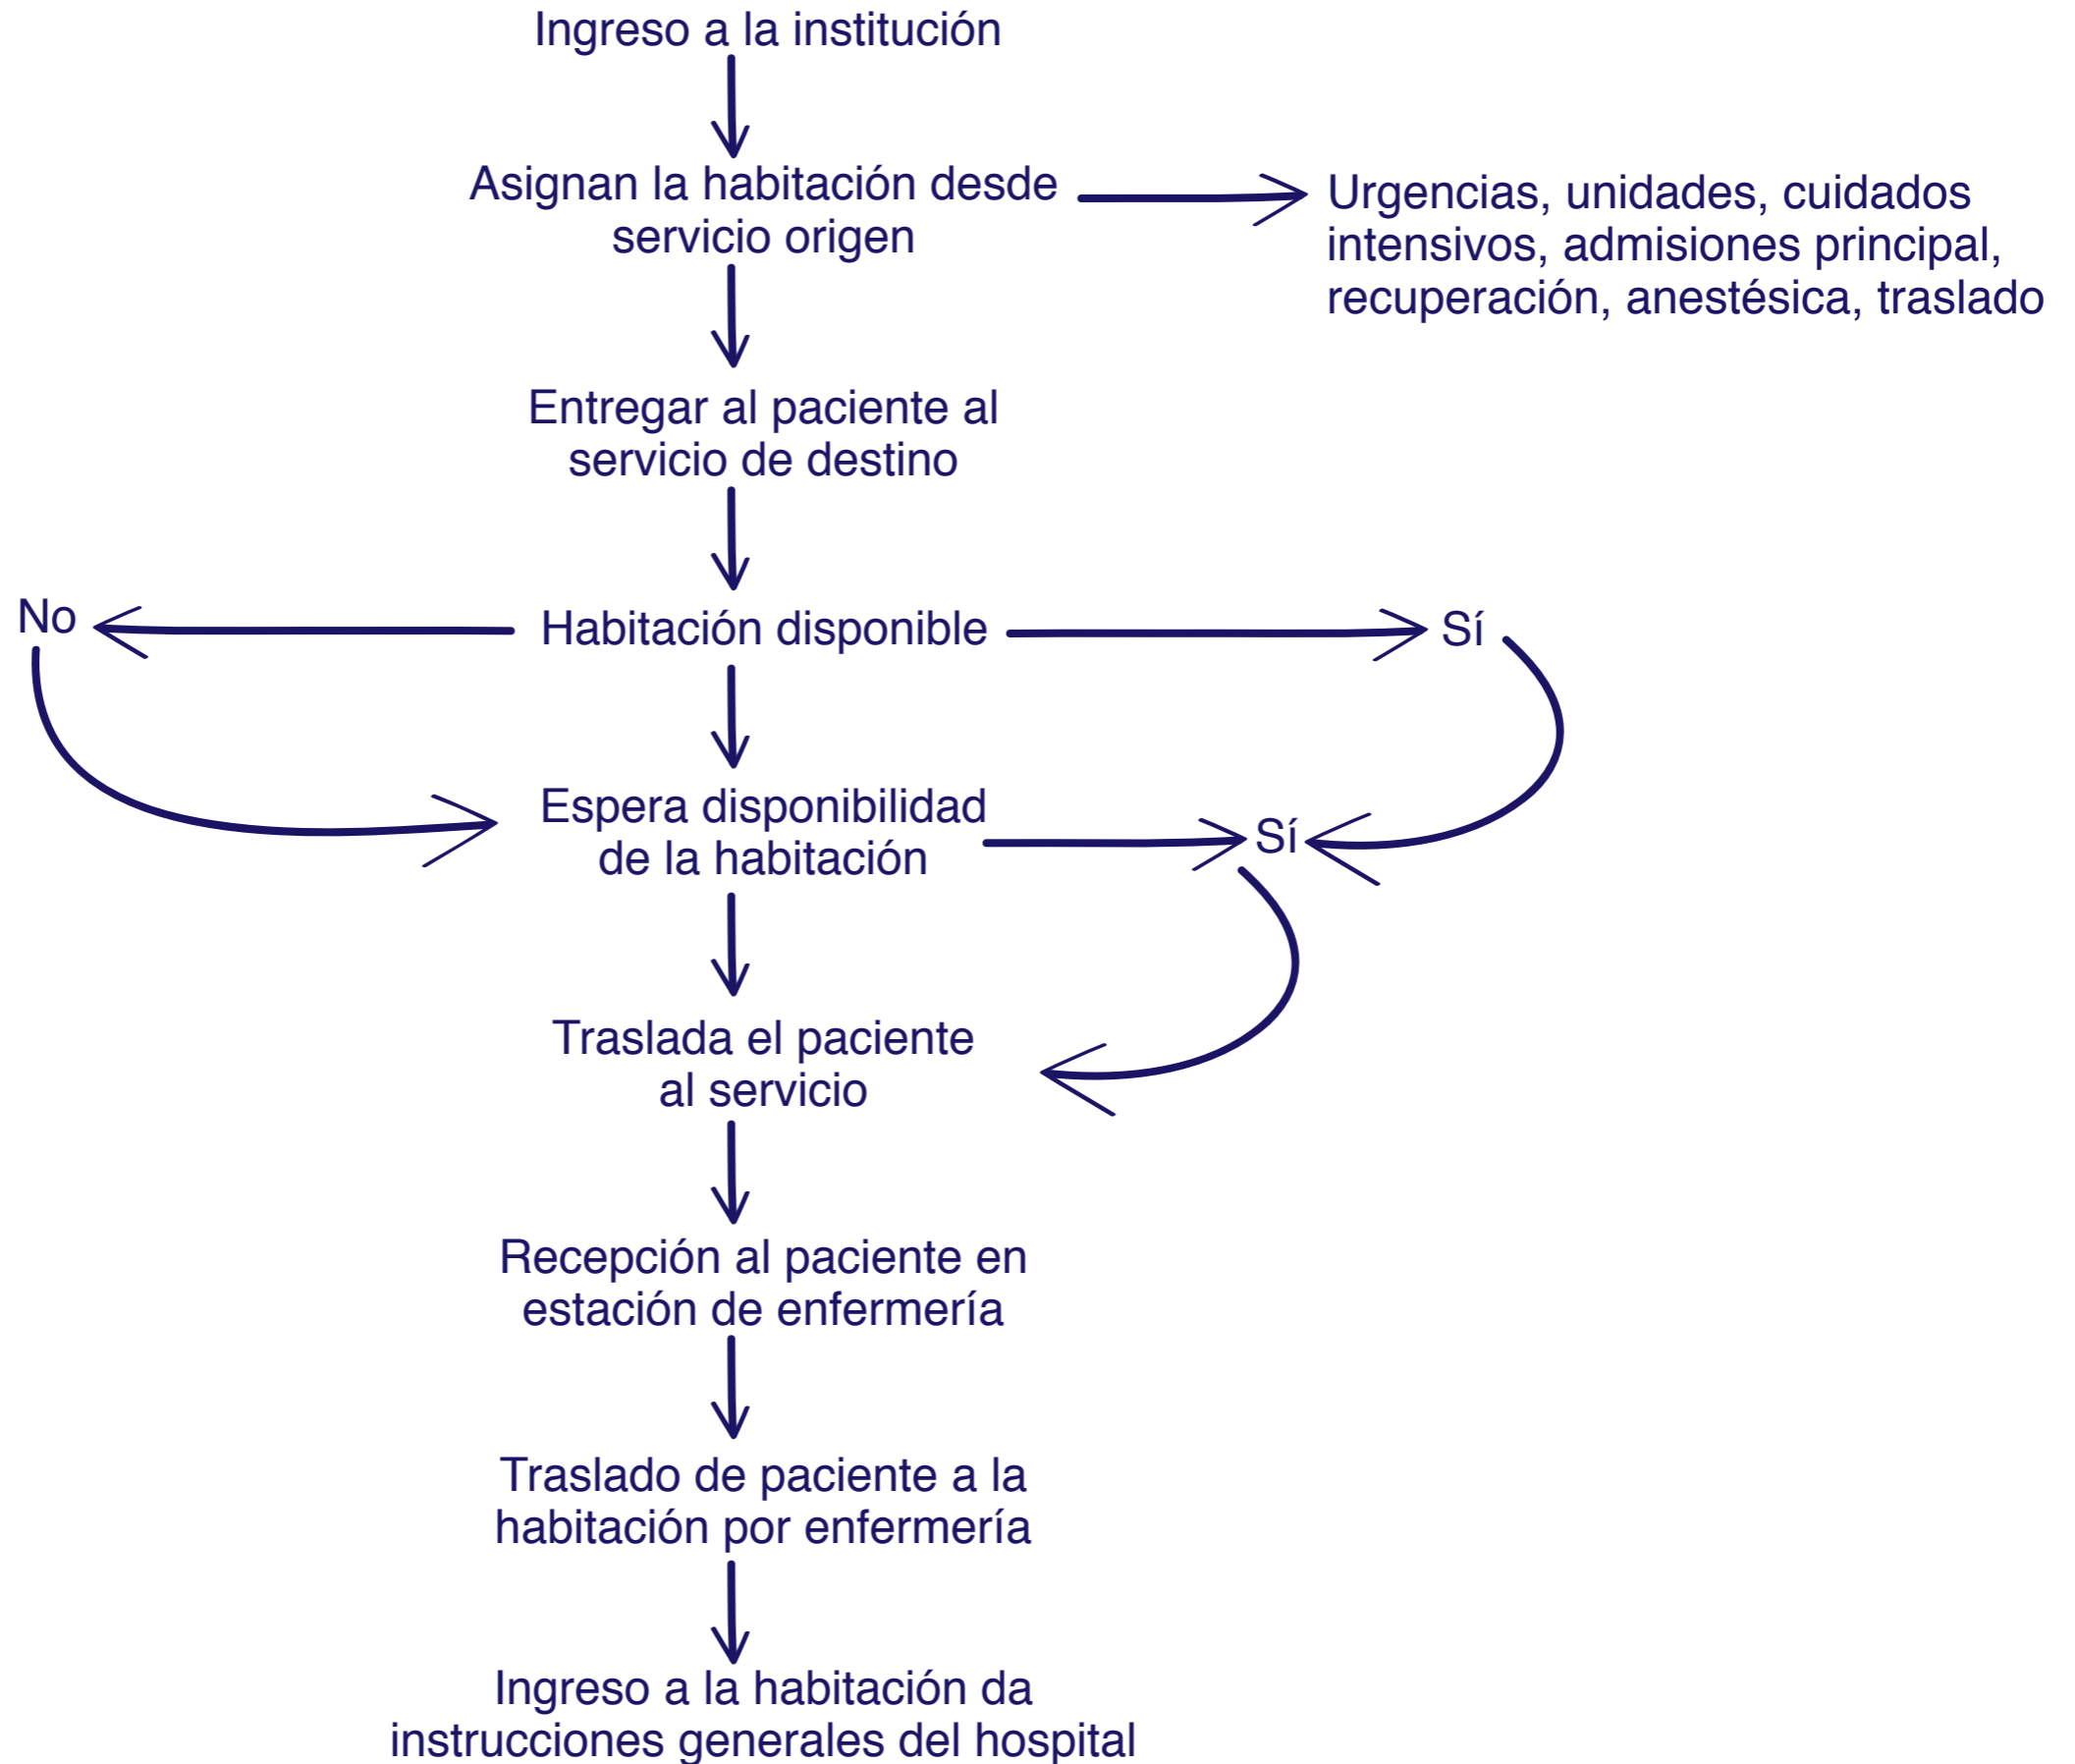 Ingreso a la institución
Asignan la habitación desde
servicio origen
Urgencias, unidades, cuidados
intensivos, admisiones principal,
recuperación, anestésica, traslado
Entregar al paciente al
servicio de destino
No
Habitación disponible
Sí
Espera disponibilidad
de la habitación
Sí
Traslada el paciente
al servicio
Recepción al paciente en
estación de enfermería
Traslado de paciente a la
habitación por enfermería
Ingreso a la habitación da
instrucciones generales del hospital